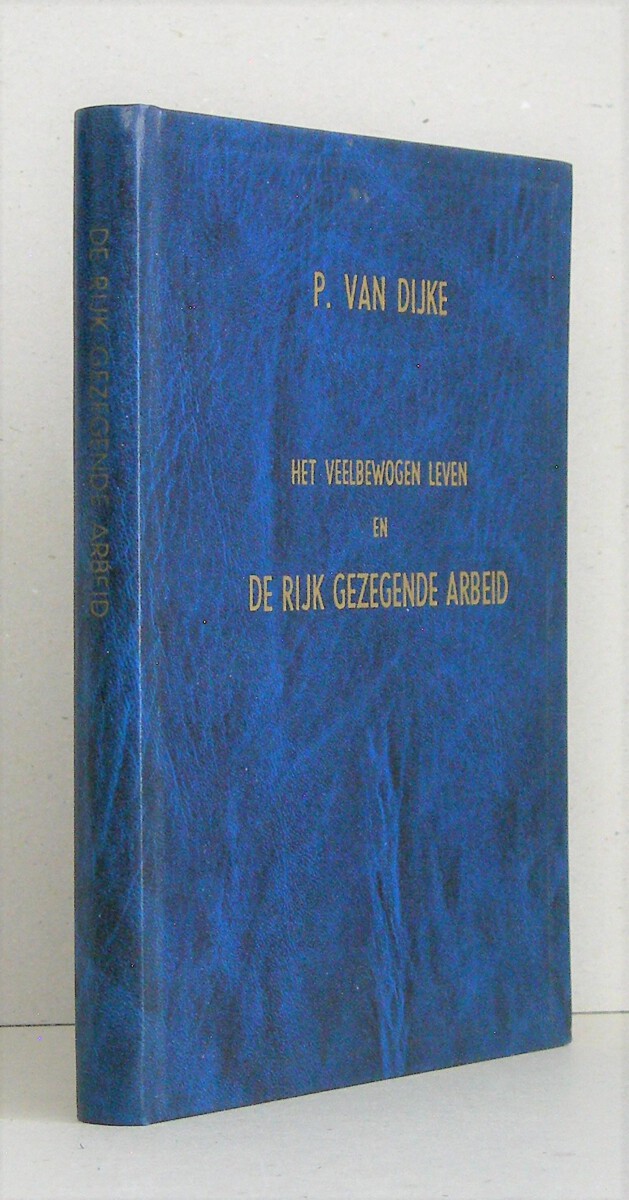 DE RIJK GEZEGENDE ARBEID
P. VAN DIJKE
HET VEELBEWOGEN LEVEN
EN
DE RIJK GEZEGENDE ARBEID